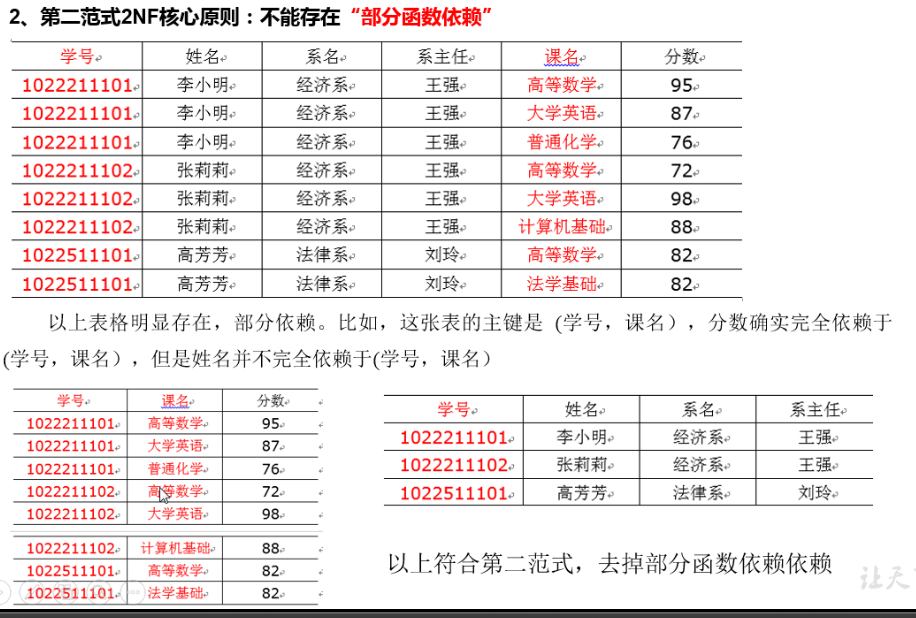 2、第二范式2NF核心原则：不能存在“部分函数依赖”
学号 姓名 系名 系主任 课名 分数
1022211101 李小明 经济系 王强 高等数学 95
1022211101 李小明 经济系 王强 大学英语 87
1022211101 李小明 经济系 王强 普通化学 76
1022211102 张莉莉 经济系 王强 高等数学 72
1022211102 张莉莉 经济系 王强 大学英语 98
1022211102 张莉莉 经济系 王强 计算机基础 88
1022511101 高芳芳 法律系 刘玲 高等数学 82
1022511101 高芳芳 法律系 刘玲 法学基础 82
以上表格明显存在，部分依赖。比如，这张表的主键是 (学号，课名)，分数确实完全依赖于
(学号，课名)，但是姓名并不完全依赖于(学号，课名)
学号 课名 分数
1022211101 高等数学 95
1022211101 大学英语 87
1022211101 普通化学 76
1022211102 高等数学 72
1022211102 大学英语 98
1022211102 计算机基础 88
1022511101 高等数学 82
1022511101 法学基础 82
学号 姓名 系名 系主任
1022211101 李小明 经济系 王强
1022211102 张莉莉 经济系 王强
1022511101 高芳芳 法律系 刘玲
以上符合第二范式，去掉部分函数依赖依赖
让天